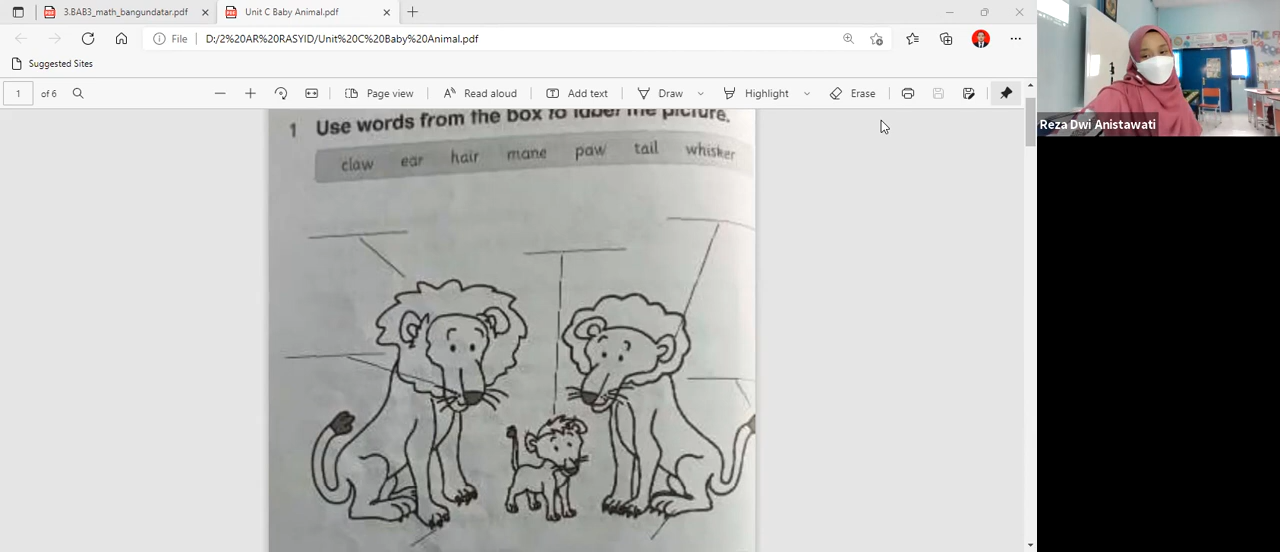 3.BAB3_math_bangundatar.pdf
Unit C Baby Animal.pdf
File
D:/2%20AR%20RASYID/Unit%20C%20Baby%20Animal.pdf
Suggested Sites
1 of 6
Page view
Read aloud
Add text
Draw
Highlight
Erase
Reza Dwi Anistawati
1 Use words from the box to label the picture.
claw ear hair mane paw tail whisker